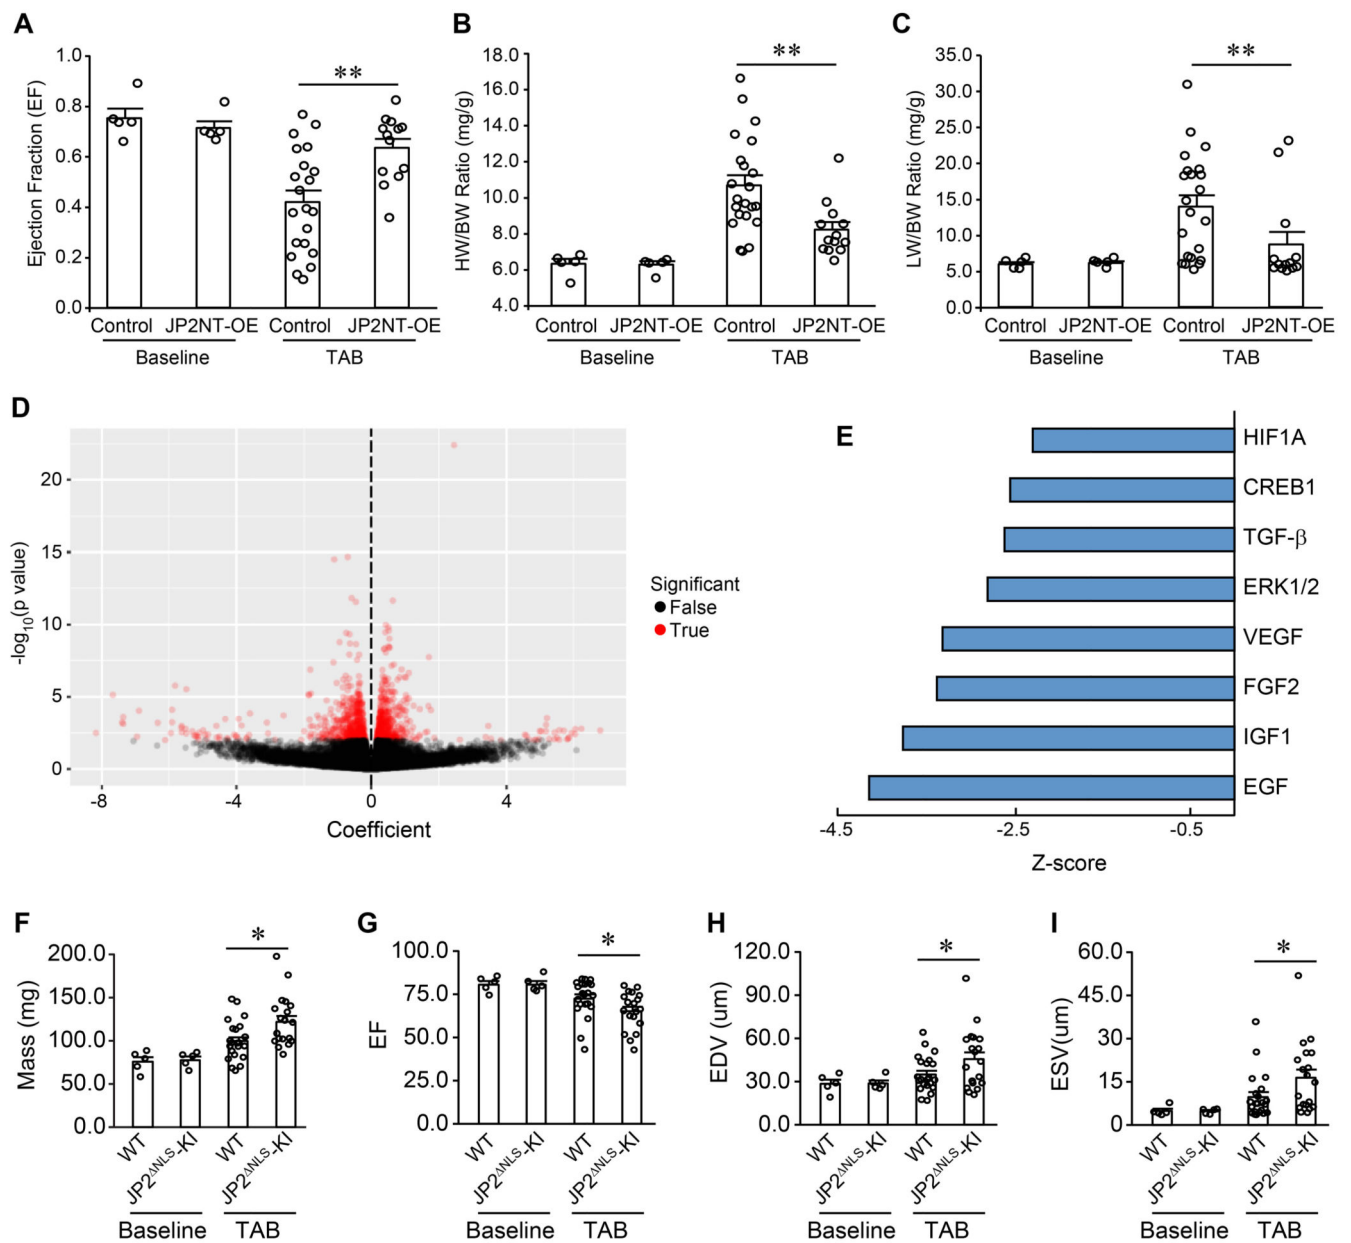 A
Ejection Fraction (EF)
1.0
0.8
0.6
0.4
0.2
0.0
**
Control JP2NT-OE Control JP2NT-OE
Baseline TAB
B
HW/BW Ratio (mg/g)
18.0
16.0
14.0
12.0
10.0
8.0
6.0
4.0
**
Control JP2NT-OE Control JP2NT-OE
Baseline TAB
C
LW/BW Ratio (mg/g)
35.0
30.0
25.0
20.0
15.0
10.0
5.0
0.0
**
Control JP2NT-OE Control JP2NT-OE
Baseline TAB
D
-log10(p value)
20
15
10
5
0
-8 -4 0 4
Coefficient
Significant
False
True
E
HIF1A
CREB1
TGF-β
ERK1/2
VEGF
FGF2
IGF1
EGF
-4.5 -2.5 -0.5
Z-score
F
Mass (mg)
200.0
150.0
100.0
50.0
0.0
*
WT JP2ΔNLS-KI WT JP2ΔNLS-KI
Baseline TAB
G
EF
100.0
75.0
50.0
25.0
0.0
*
WT JP2ΔNLS-KI WT JP2ΔNLS-KI
Baseline TAB
H
EDV (um)
120.0
90.0
60.0
30.0
0.0
*
WT JP2ΔNLS-KI WT JP2ΔNLS-KI
Baseline TAB
I
ESV(um)
60.0
45.0
30
15
0
*
WT JP2ΔNLS-KI WT JP2ΔNLS-KI
Baseline TAB